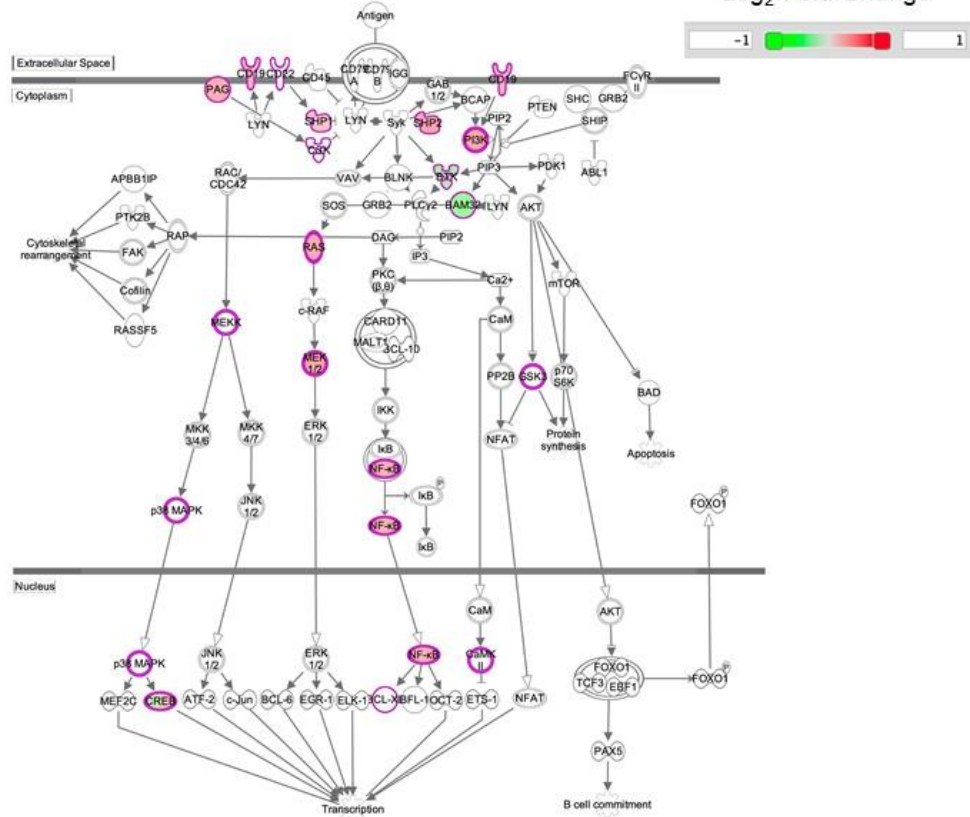 -1
1
Antigen
Extracellular Space
Cytoplasm
PAG
CD19
CD22
CD45
CD79
A
CD79
B
IGG
GAB
1/2
BCAP
CD19
FCγR
II
LYN
SHP1
LYN
Syk
SHP2
PIP2
PTEN
SHC
GRB2
SHIP
PI3K
PIP3
PDK1
ABL1
RAC/
CDC42
VAV
BLNK
BTK
APBB1IP
PTK2B
SOS
GRB2
PLCγ2
LYN
AKT
Cytoskeletal
rearrangement
RAP
RAS
DAG
PIP2
FAK
IP3
Cofilin
PKC
(β,θ)
Ca2+
mTOR
RASSF5
MEKK
c-RAF
CARD11
MALT1
CaM
MEK
1/2
PP2B
GSK3
p70
S6K
BAD
IKK
MKK
3/4/6
MKK
4/7
ERK
1/2
NFAT
Protein
synthesis
Apoptosis
IκB
NF-κB
p38 MAPK
JNK
1/2
IκB
P
NF-κB
IκB
FOXO1
P
Nucleus
CaM
AKT
p38 MAPK
JNK
1/2
ERK
1/2
NF-κB
CaMK
II
FOXO1
TCF3
EBF1
FOXO1
P
MEF2C
CREB
ATF-2
c-Jun
BCL-6
EGR-1
ELK-1
BFL-1
OCT-2
ETS-1
NFAT
PAX5
Transcription
B cell commitment